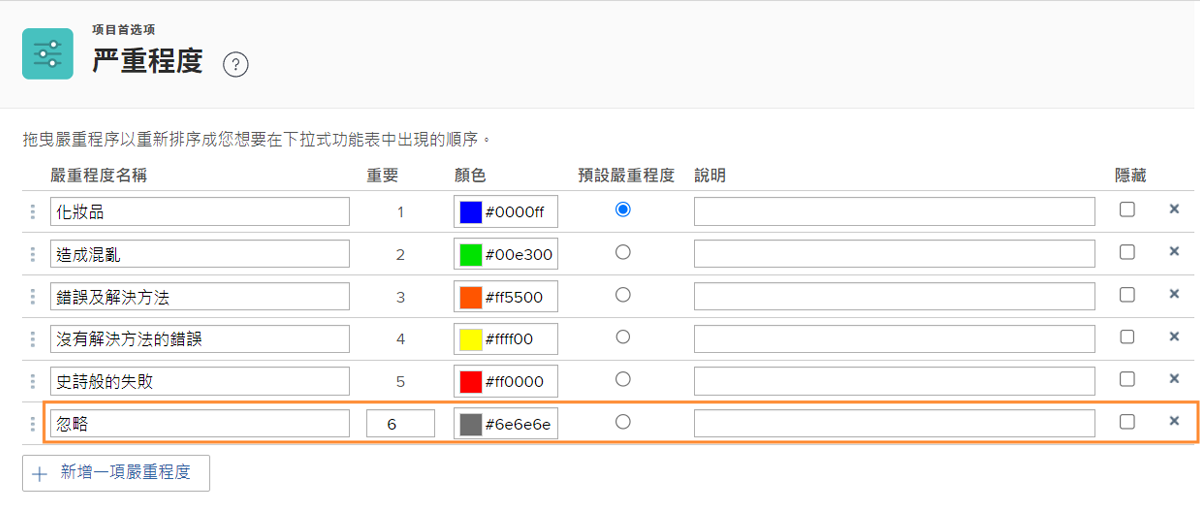 项目首选项
严重程度 ?
拖曳嚴重程序以重新排序成您想要在下拉式功能表中出現的順序。
嚴重程度名稱 重要 顏色 預設嚴重程度 說明 隱藏
化妝品 1 #0000ff
造成混亂 2 #00e300
錯誤及解決方法 3 #ff5500
沒有解決方法的錯誤 4 #ffff00
史詩般的失敗 5 #ff0000
忽略 6 #6e6e6e
新增一項嚴重程度